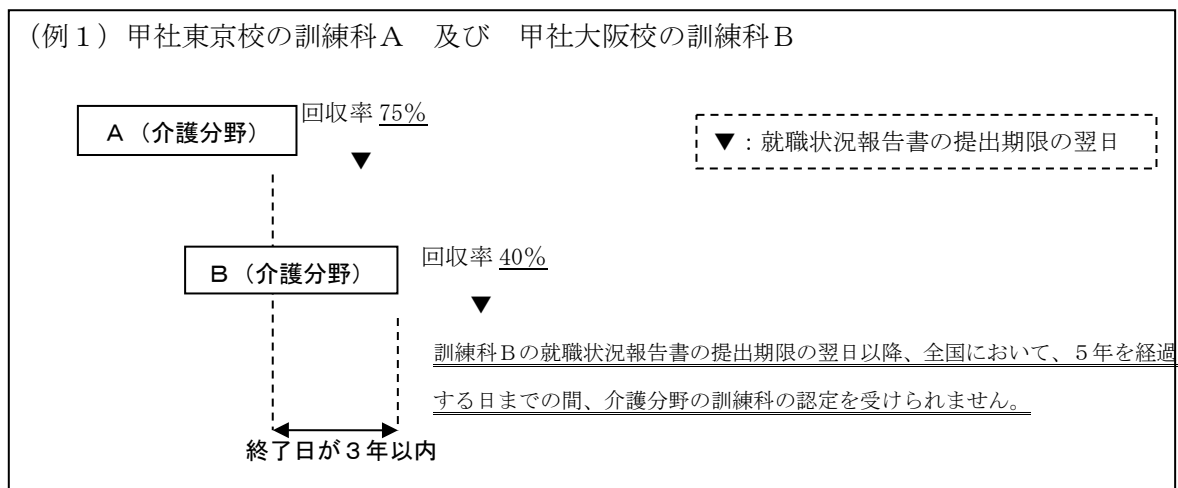 (例1)甲社東京校の訓練科A 及び 甲社大阪校の訓練科B
A(介護分野)
回収率 75%
▼
▼:就職状況報告書の提出期限の翌日
B(介護分野)
回収率 40%
▼
訓練科Bの就職状況報告書の提出期限の翌日以降、全国において、5年を経過
する日までの間、介護分野の訓練科の認定を受けられません。
終了日が3年以内